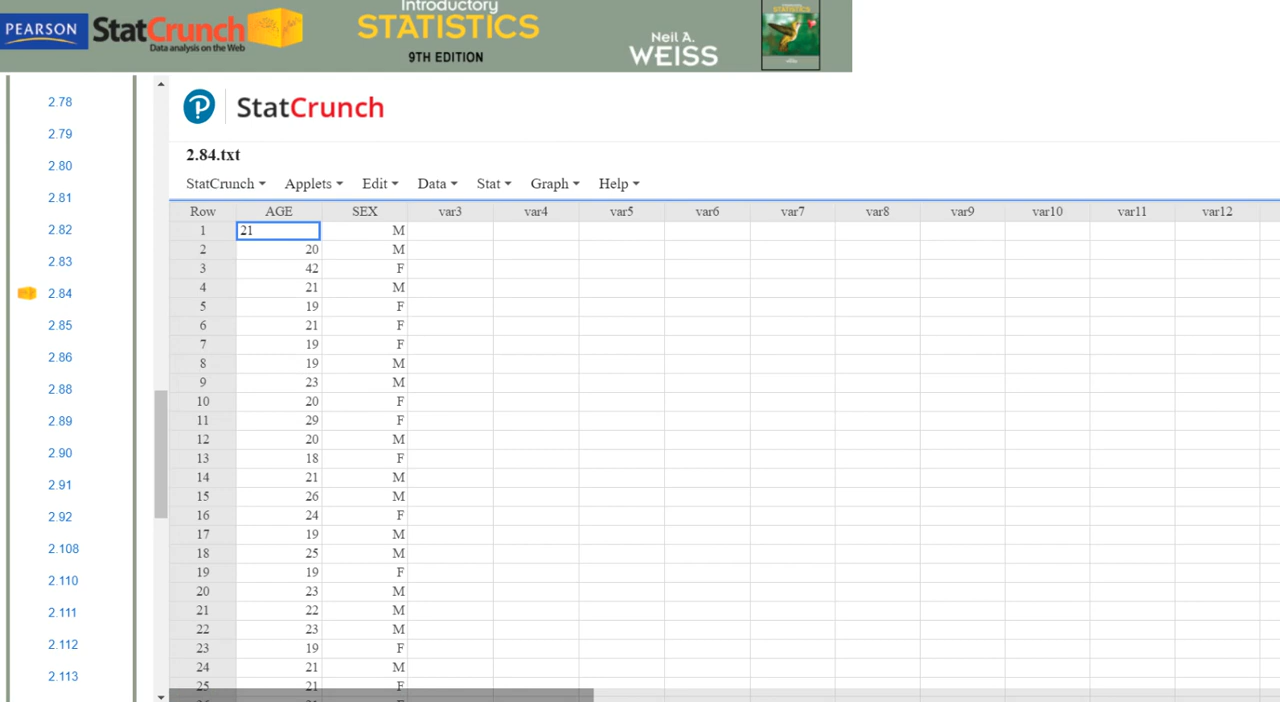 PEARSON StatCrunch
Data analysis on the Web
Introductory
STATISTICS
9TH EDITION
Neil A.
WEISS
2.78
2.79
2.80
2.81
2.82
2.83
2.84
2.85
2.86
2.88
2.89
2.90
2.91
2.92
2.108
2.110
2.111
2.112
2.113
P StatCrunch
2.84.txt
StatCrunch Applets Edit Data Stat Graph Help
Row AGE SEX var3 var4 var5 var6 var7 var8 var9 var10 var11 var12
1 21 M
2 20 M
3 42 F
4 21 M
5 19 F
6 21 F
7 19 F
8 19 M
9 23 M
10 20 F
11 29 F
12 20 M
13 18 F
14 21 M
15 26 M
16 24 F
17 19 M
18 25 M
19 19 F
20 23 M
21 22 M
22 23 M
23 19 F
24 21 M
25 21 F